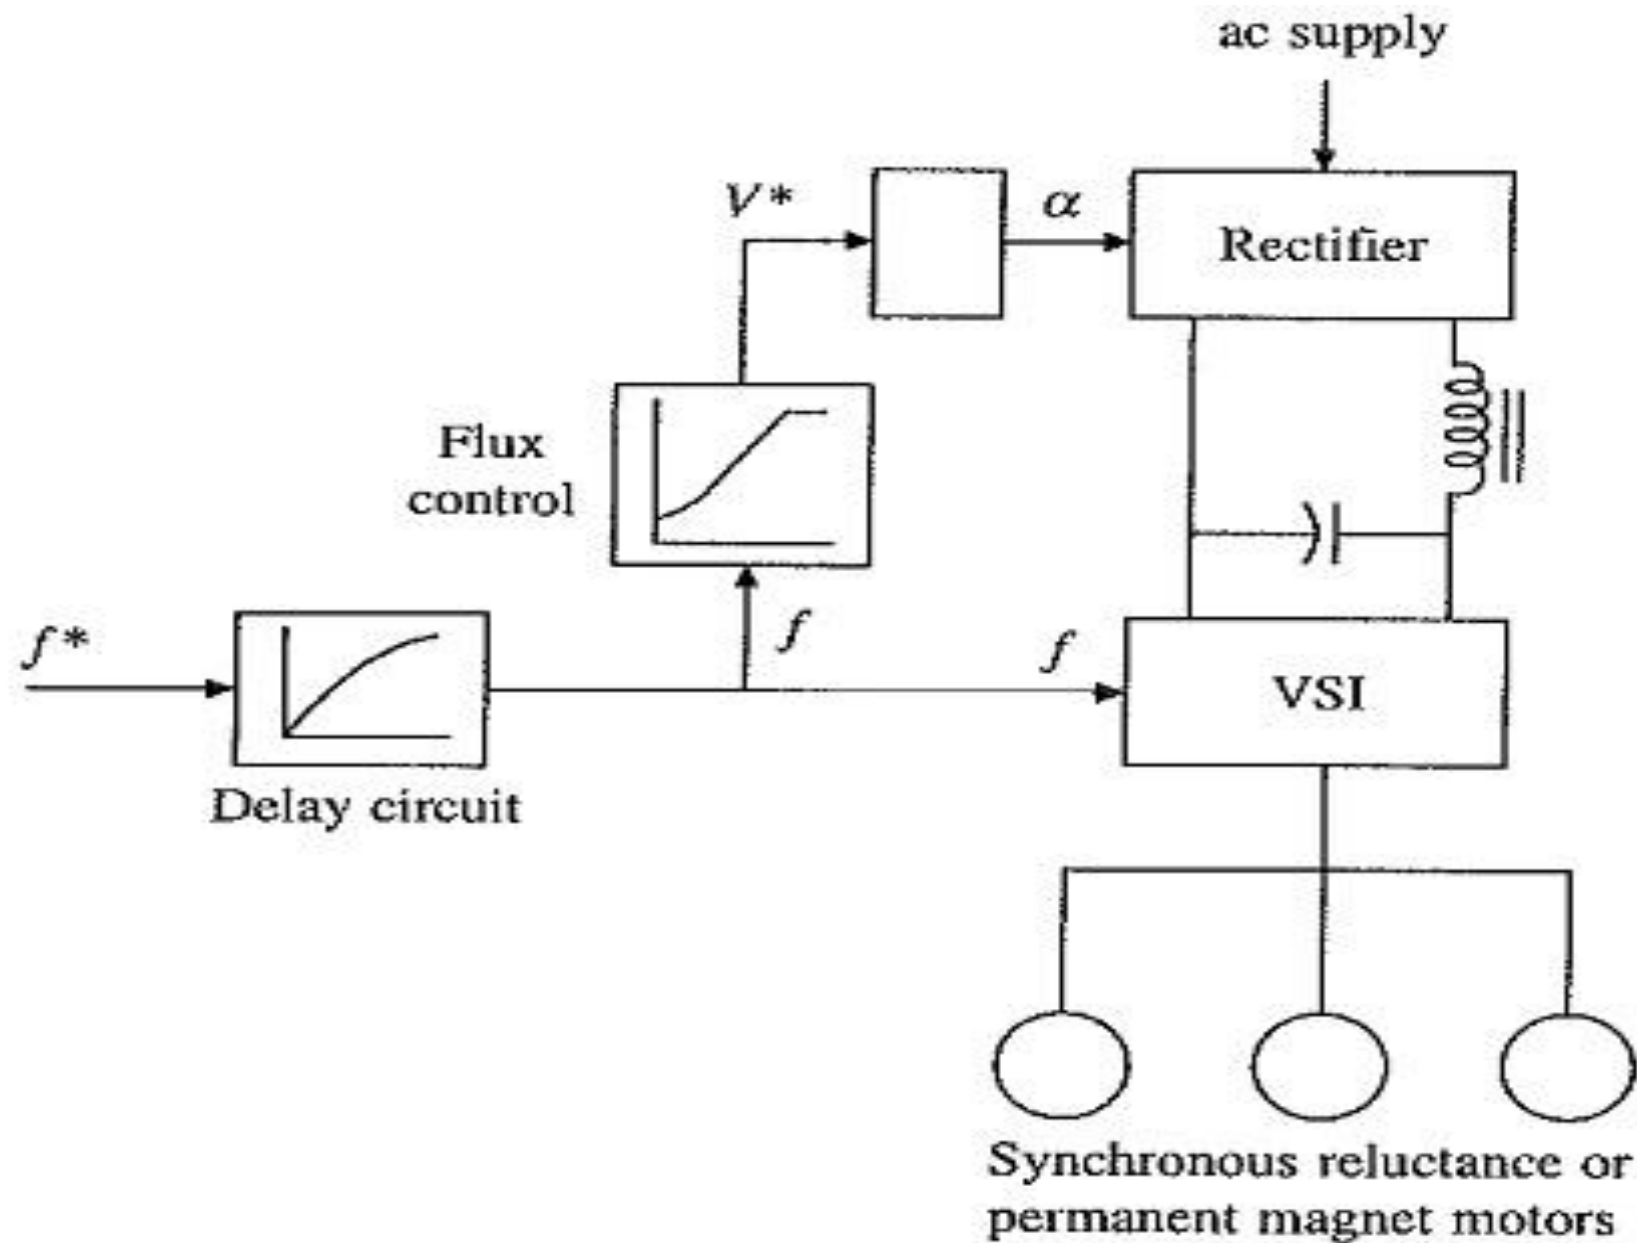 ac supply
V*
α
Rectifier
Flux
control
f*
f
f
VSI
Delay circuit
Synchronous reluctance or
permanent magnet motors